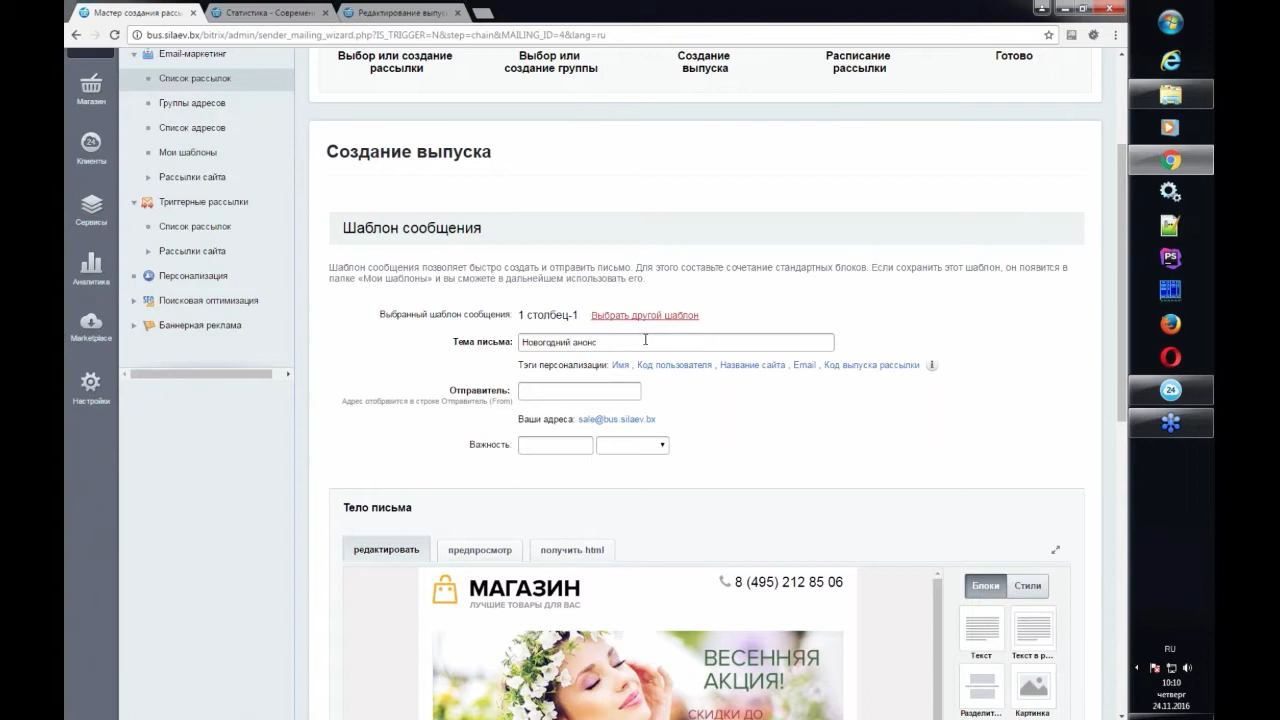 Мастер создания рассы
Статистика - Современ
Редактирование выпус
bus.silaev.bx/bitrix/admin/sender_mailing_wizard.php?IS_TRIGGER=N&step=chain&MAILING_ID=4&lang=ru
Магазин
24
Клиенты
Сервисы
Аналитика
Marketplace
Настройки
Email-маркетинг
Список рассылок
Группы адресов
Список адресов
Мои шаблоны
Рассылки сайта
Триггерные рассылки
Список рассылок
Рассылки сайта
Персонализация
SEO Поисковая оптимизация
Баннерная реклама
Выбор или создание
рассылки
Выбор или
создание группы
Создание
выпуска
Расписание
рассылки
Готово
Создание выпуска
Шаблон сообщения
Шаблон сообщения позволяет быстро создать и отправить письмо. Для этого составьте сочетание стандартных блоков. Если сохранить этот шаблон, он появится в
папке «Мои шаблоны» и вы сможете в дальнейшем использовать его.
Выбранный шаблон сообщения: 1 столбец-1 Выбрать другой шаблон
Тема письма: Новогодний анонс
Тэги персонализации: Имя , Код пользователя , Название сайта , Email , Код выпуска рассылки
Отправитель:
Адрес отобрзится в строке Отправитель (From)
Ваши адреса: sale@bus.silaev.bx
Важность:
Тело письма
редактировать предпросмотр получить html
МАГАЗИН
ЛУЧШИЕ ТОВАРЫ ДЛЯ ВАС
8 (495) 212 85 06
ВЕСЕННЯЯ
АКЦИЯ!
СКИДКИ ДО
Блоки Стили
Текст Текст в р...
Разделит... Картинка
PS
24
RU
10:10
четверг
24.11.2016